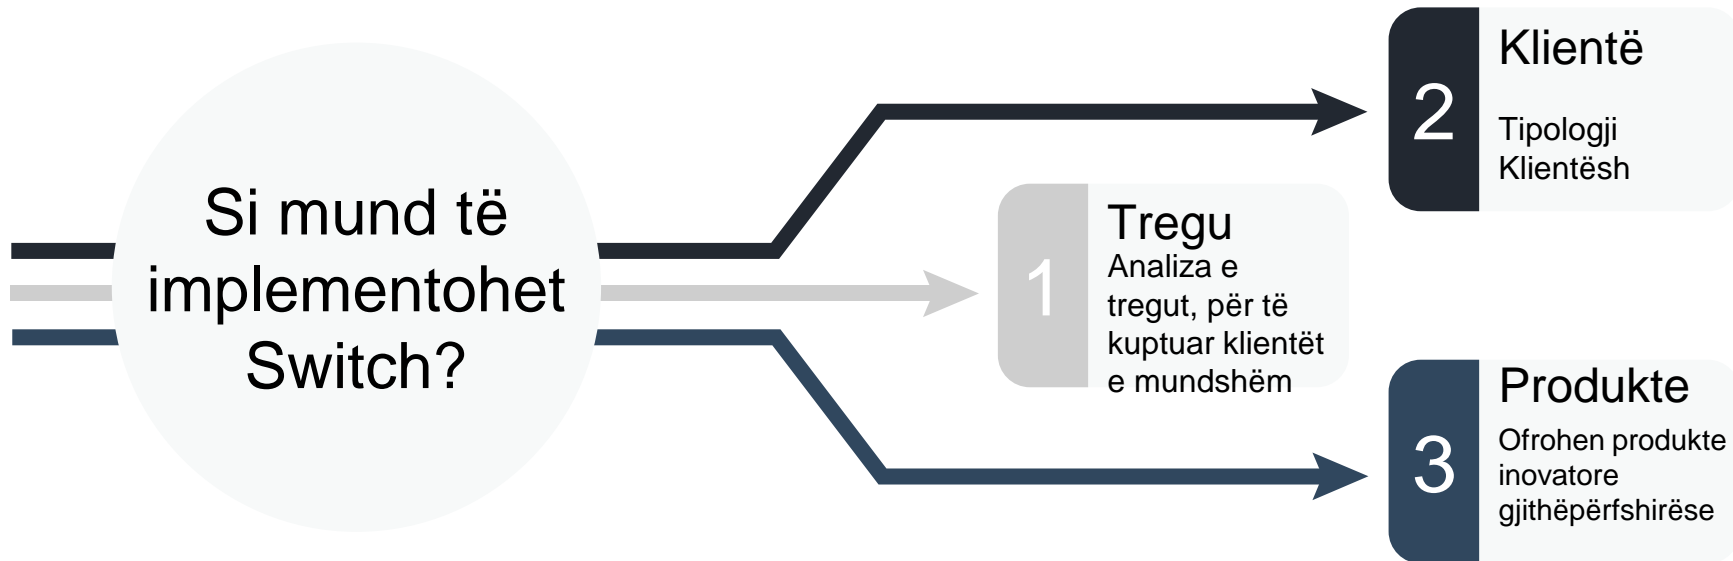 Si mund të
implementohet
Switch?
2
Klientë
Tipologji
Klientësh
1
Tregu
Analiza e
tregut, për të
kuptuar klientët
e mundshëm
3
Produkte
Ofrohen produkte
inovatore
gjithëpërfshirëse